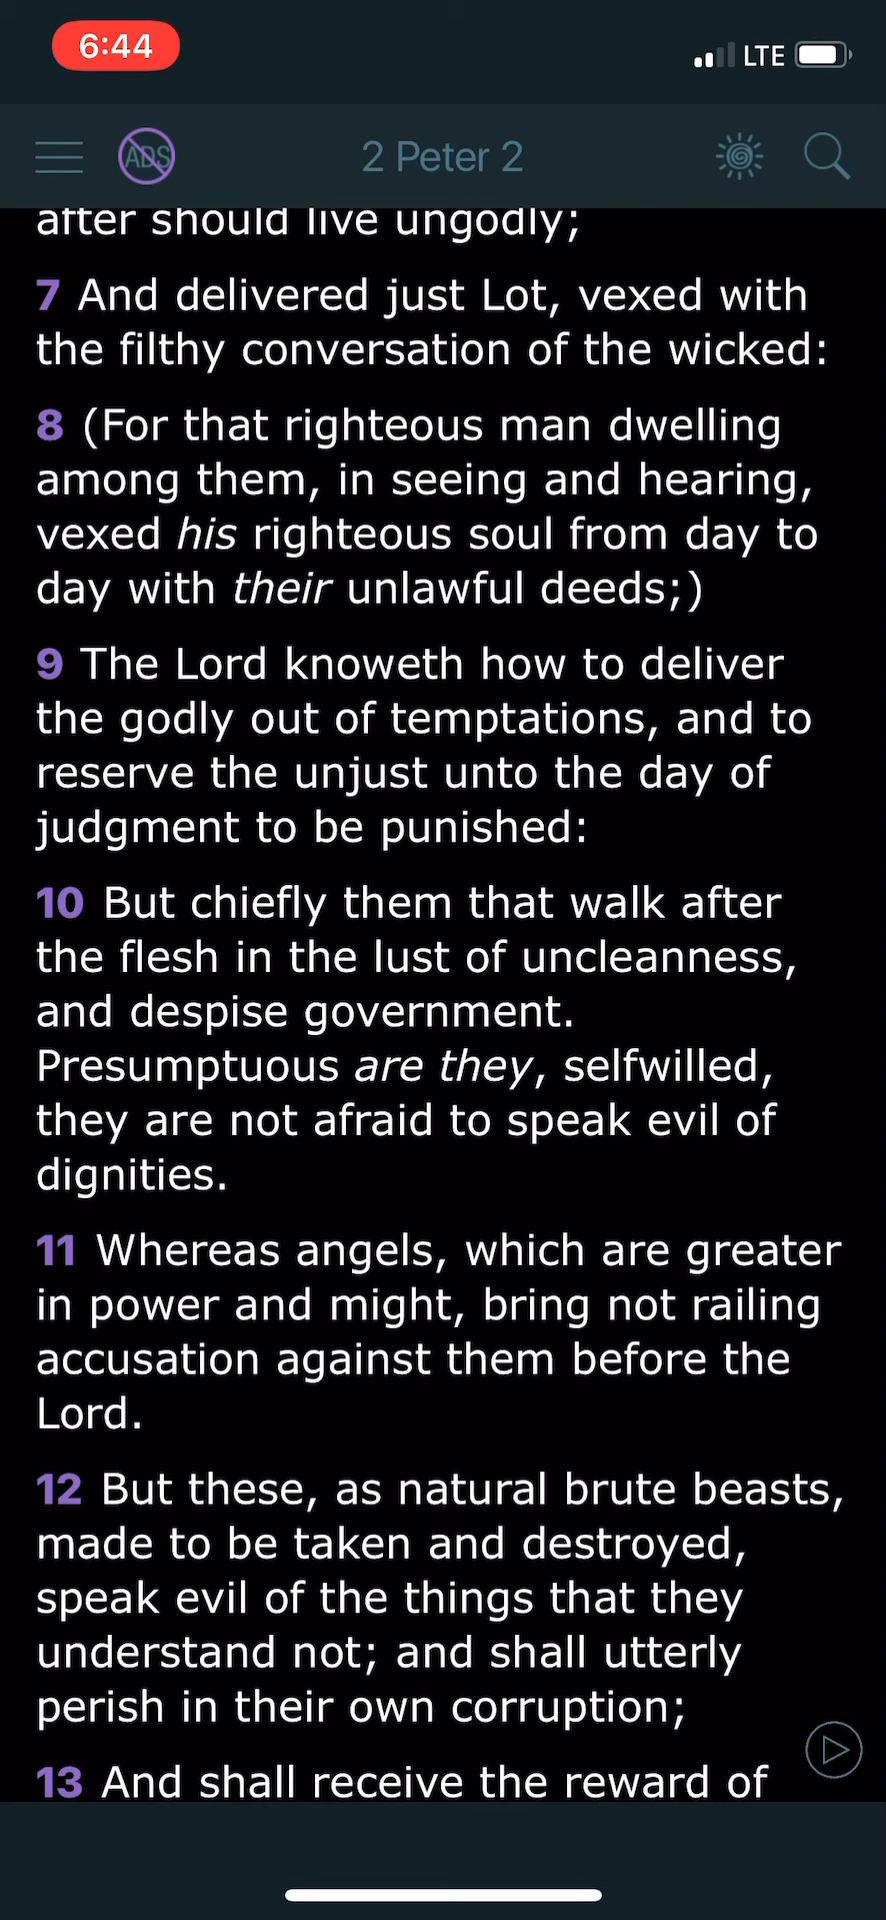 6:44
LTE
ADS
2 Peter 2
after should live ungodly;
7 And delivered just Lot, vexed with
the filthy conversation of the wicked:
8 (For that righteous man dwelling
among them, in seeing and hearing,
vexed his righteous soul from day to
day with their unlawful deeds;)
9 The Lord knoweth how to deliver
the godly out of temptations, and to
reserve the unjust unto the day of
judgment to be punished:
10 But chiefly them that walk after
the flesh in the lust of uncleanness,
and despise government.
Presumptuous are they, selfwilled,
they are not afraid to speak evil of
dignities.
11 Whereas angels, which are greater
in power and might, bring not railing
accusation against them before the
Lord.
12 But these, as natural brute beasts,
made to be taken and destroyed,
speak evil of the things that they
understand not; and shall utterly
perish in their own corruption;
13 And shall receive the reward of